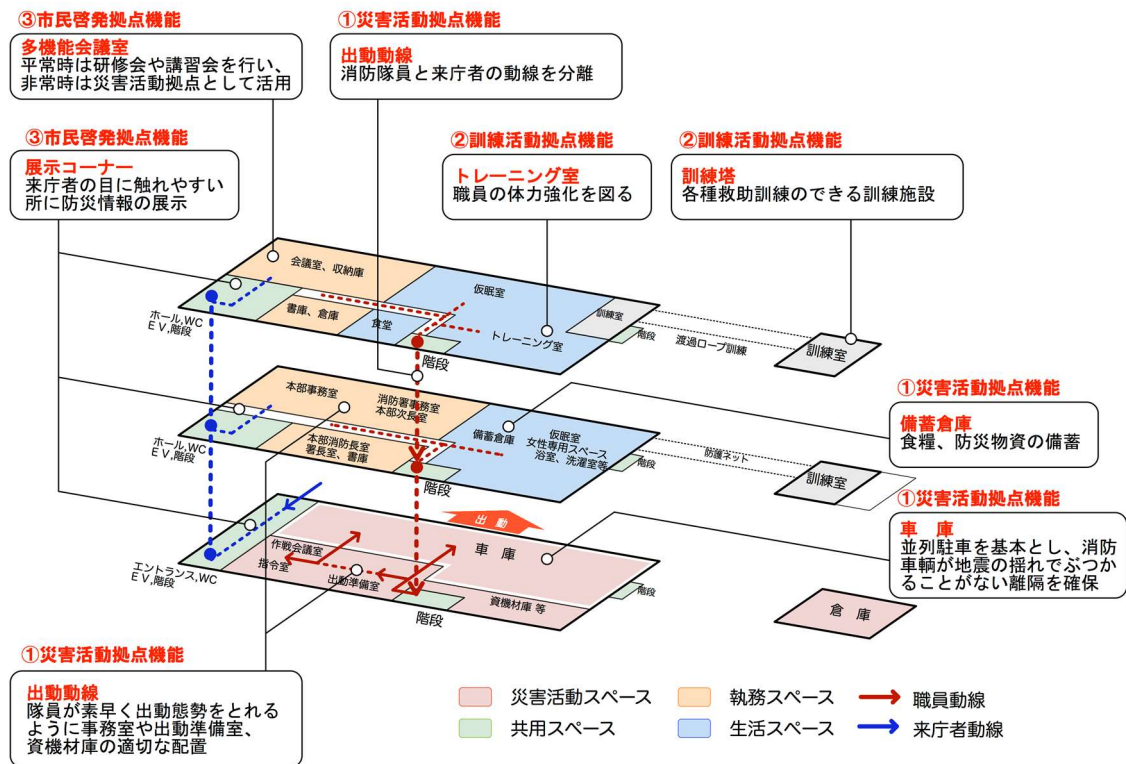 ③市民啓発拠点機能
多機能会議室
平常時は研修会や講習会を行い、
非常時は災害活動拠点として活用
①災害活動拠点機能
出動動線
消防隊員と来庁者の動線を分離
③市民啓発拠点機能
展示コーナー
来庁者の目に触れやすい
所に防災情報の展示
②訓練活動拠点機能
トレーニング室
職員の体力強化を図る
②訓練活動拠点機能
訓練塔
各種救助訓練のできる訓練施設
会議室、収納庫
仮眠室
書庫、倉庫
食堂
トレーニング室
訓練室
階段
ホール,WC
EV,階段
階段
渡過ロープ訓練
訓練室
本部事務室
消防署事務室
本部次長室
本部消防長室
署長室、書庫
備蓄倉庫
仮眠室
女性専用スペース
浴室、洗濯室等
階段
ホール,WC
EV,階段
階段
防護ネット
訓練室
①災害活動拠点機能
備蓄倉庫
食糧、防災物資の備蓄
出動
車 庫
作戦会議室
指令室
出動準備室
資機材庫 等
階段
エントランス,WC
EV,階段
階段
倉 庫
①災害活動拠点機能
車 庫
並列駐車を基本とし、消防
車輌が地震の揺れでぶつか
ることがない離隔を確保
①災害活動拠点機能
出動動線
隊員が素早く出動態勢をとれる
ように事務室や出動準備室、
資機材庫の適切な配置
災害活動スペース
執務スペース
職員動線
共用スペース
生活スペース
来庁者動線